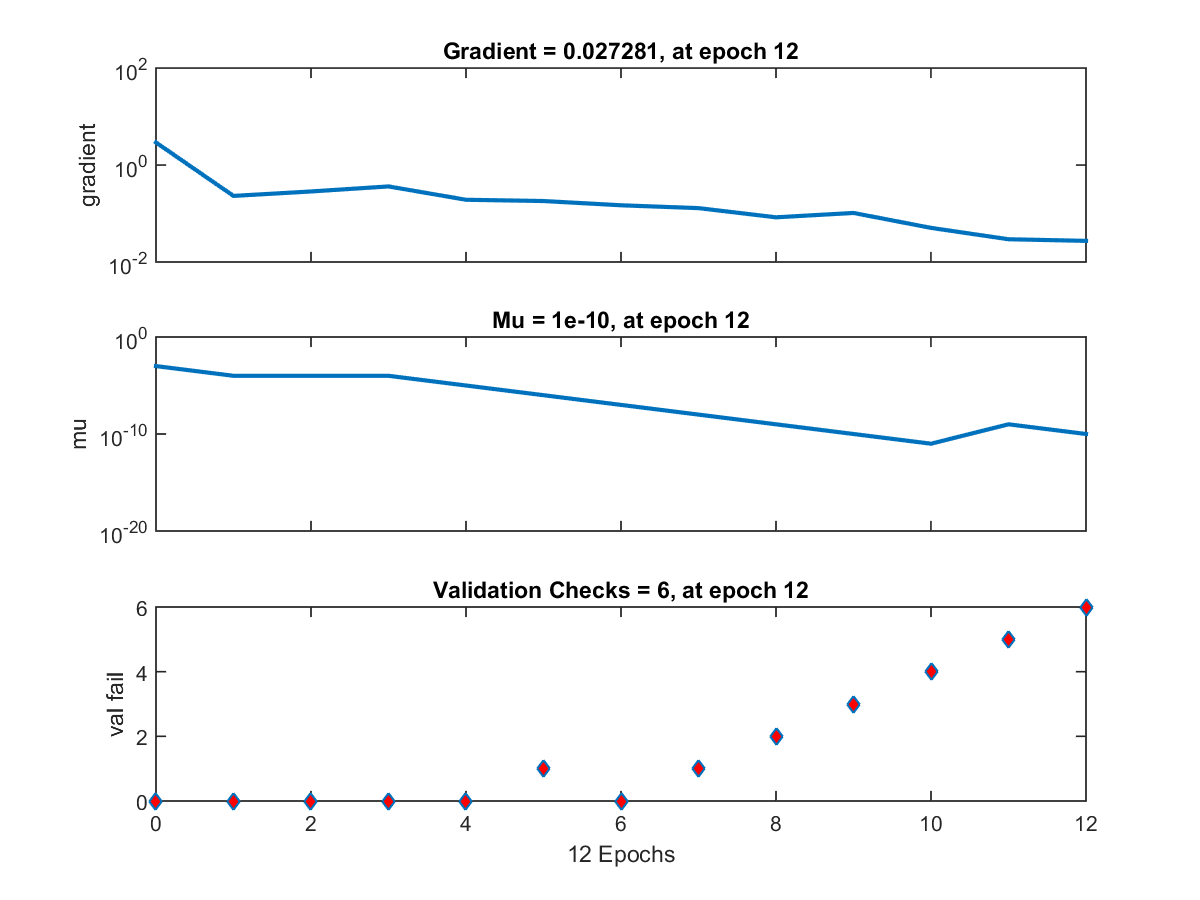 Gradient = 0.027281, at epoch 12
10^2
10^0
10^-2
gradient
Mu = 1e-10, at epoch 12
10^0
10^-10
10^-20
mu
Validation Checks = 6, at epoch 12
6
4
2
0
val fail
0 2 4 6 8 10 12
12 Epochs